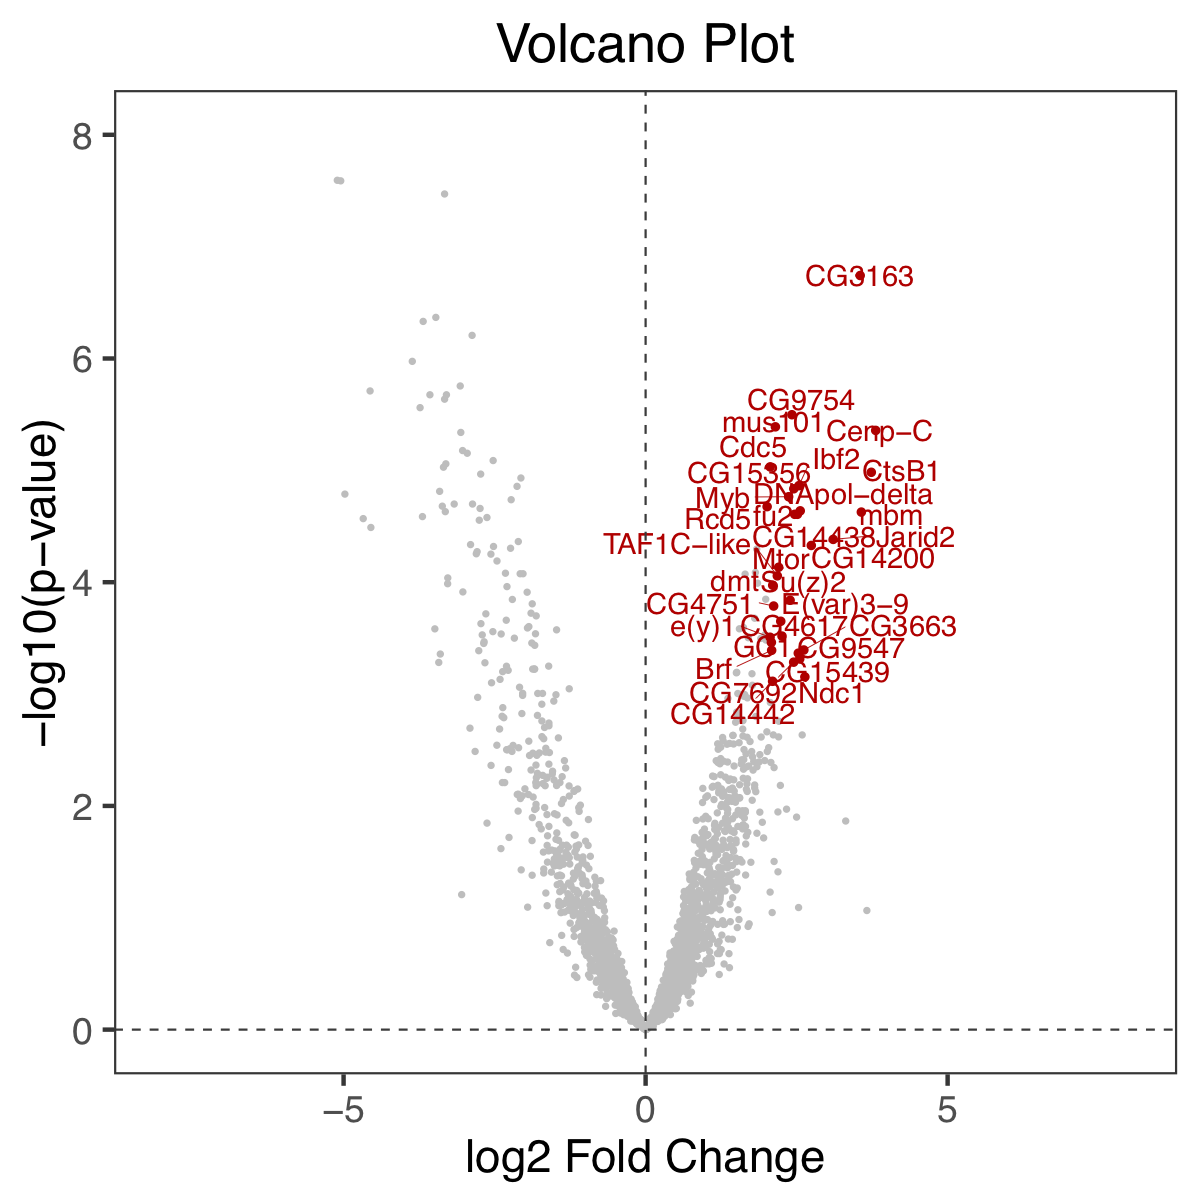 Volcano Plot
8
CG3163
6
CG9754
mus101
Cenp−C
Cdc5
Ibf2
CtsB1
CG15356
DNApol−delta
Myb
mbm
Rcd5
fu2
CG14438
Jarid2
TAF1C−like
Mtor
CG14200
4
dmt
Su(z)2
CG4751
E(var)3−9
e(y)1
CG4617
CG3663
CG9547
Brf
CG15439
CG7692
Ndc1
CG14442
2
0
−5
0
5
log2 Fold Change
−log10(p−value)